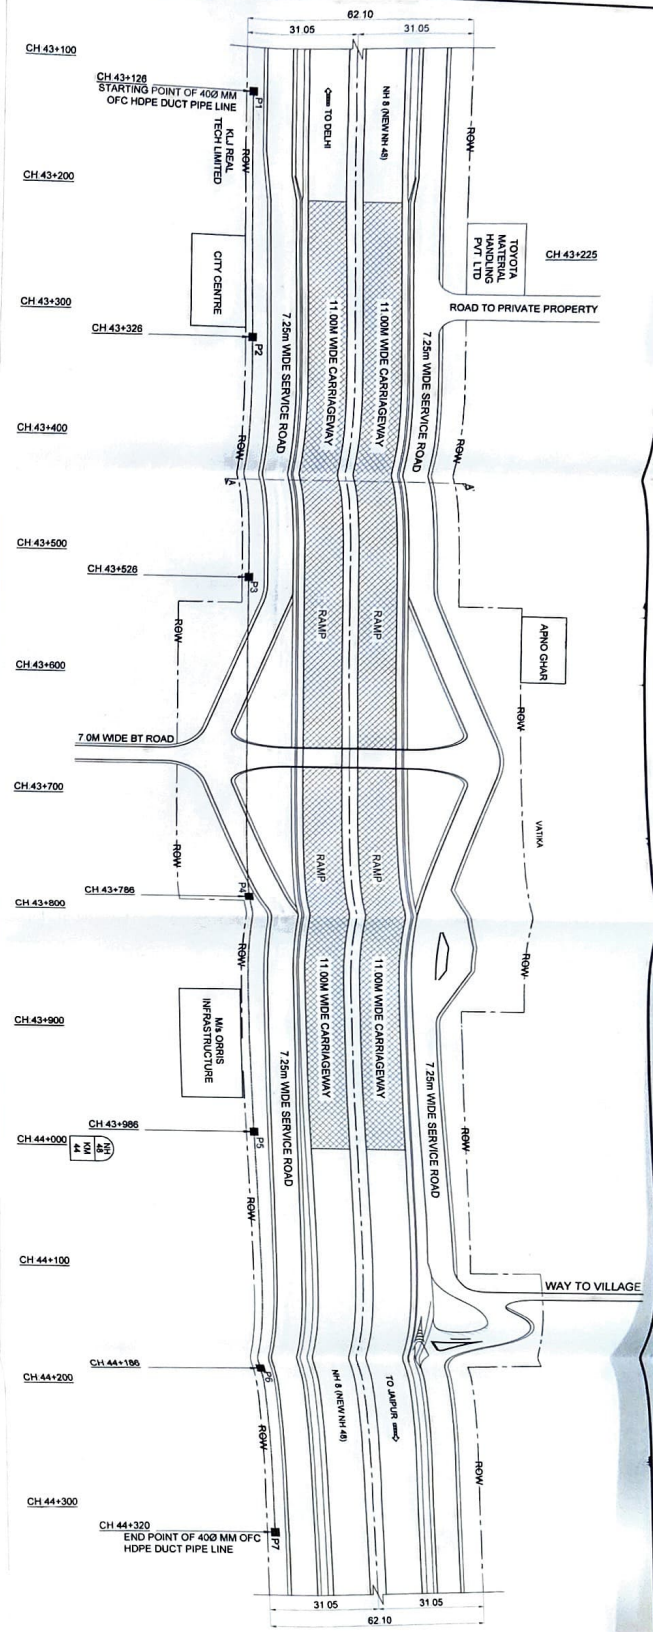 62.10
31.05
31.05
CH 43+100
CH 43+126
STARTING POINT OF 40Ø MM
OFC HDPE DUCT PIPE LINE
P1
ROW
KLJ REAL
TECH LIMITED
TO DELHI
NH 8 (NEW NH 48)
ROW
CH 43+200
CITY CENTRE
TOYOTA
MATERIAL
HANDLING
PVT LTD
CH 43+225
CH 43+300
ROAD TO PRIVATE PROPERTY
CH 43+326
P2
7.25m WIDE SERVICE ROAD
11.00M WIDE CARRIAGEWAY
11.00M WIDE CARRIAGEWAY
7.25m WIDE SERVICE ROAD
CH 43+400
ROW
ROW
A
A'
CH 43+500
CH 43+526
P3
ROW
RAMP
RAMP
APNO GHAR
CH.43+600
ROW
7.0M WIDE BT ROAD
CH 43+700
VATIKA
ROW
RAMP
RAMP
CH 43+786
P4
CH 43+800
ROW
ROW
11.00M WIDE CARRIAGEWAY
11.00M WIDE CARRIAGEWAY
M/s ORRIS
INFRASTRUCTURE
CH 43+900
7.25m WIDE SERVICE ROAD
7.25m WIDE SERVICE ROAD
CH 43+986
P5
CH 44+000
NH
48
KM
44
ROW
ROW
CH 44+100
WAY TO VILLAGE
CH 44+186
P6
CH 44+200
NH 8 (NEW NH 48)
TO JAIPUR
ROW
ROW
CH 44+300
CH 44+320
END POINT OF 40Ø MM OFC
HDPE DUCT PIPE LINE
P7
31 05
31 05
62 10